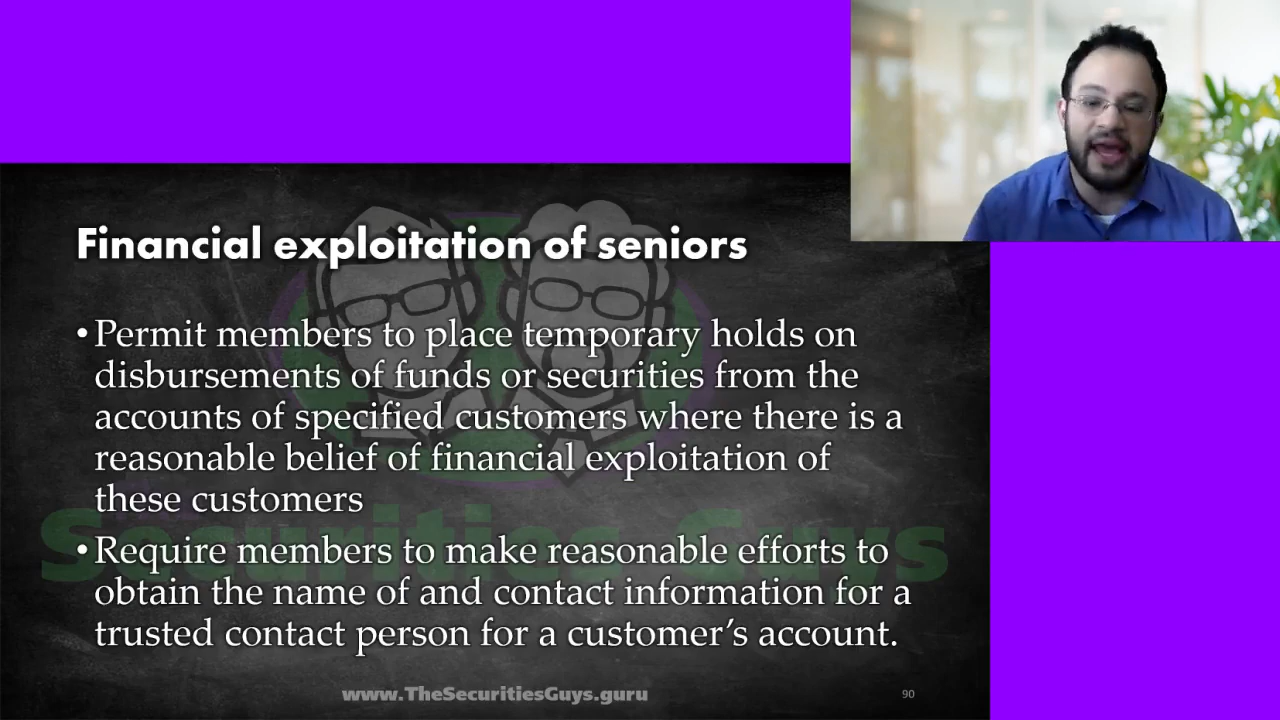 Financial exploitation of seniors
• Permit members to place temporary holds on
disbursements of funds or securities from the
accounts of specified customers where there is a
reasonable belief of financial exploitation of
these customers
• Require members to make reasonable efforts to
obtain the name of and contact information for a
trusted contact person for a customer's account.
Securities Guys
www.TheSecuritiesGuys.guru
90